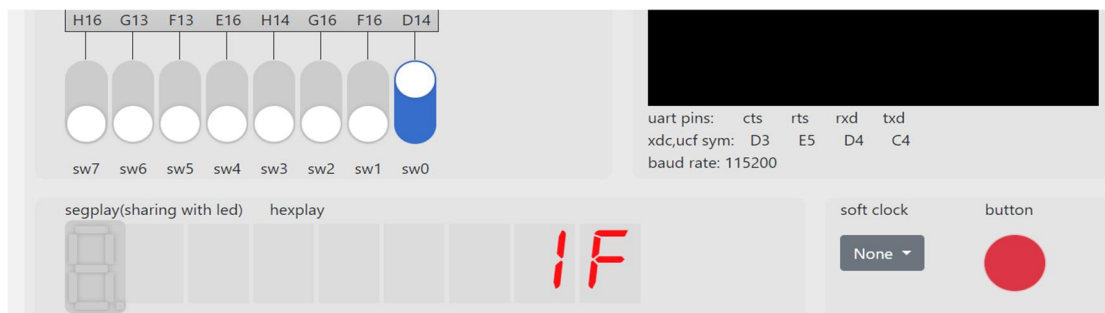 H16 G13 F13 E16 H14 G16 F16 D14
sw7 sw6 sw5 sw4 sw3 sw2 sw1 sw0
uart pins: cts rts rxd txd
xdc,ucf sym: D3 E5 D4 C4
baud rate: 115200
segplay(sharing with led) hexplay
1F
soft clock button
None